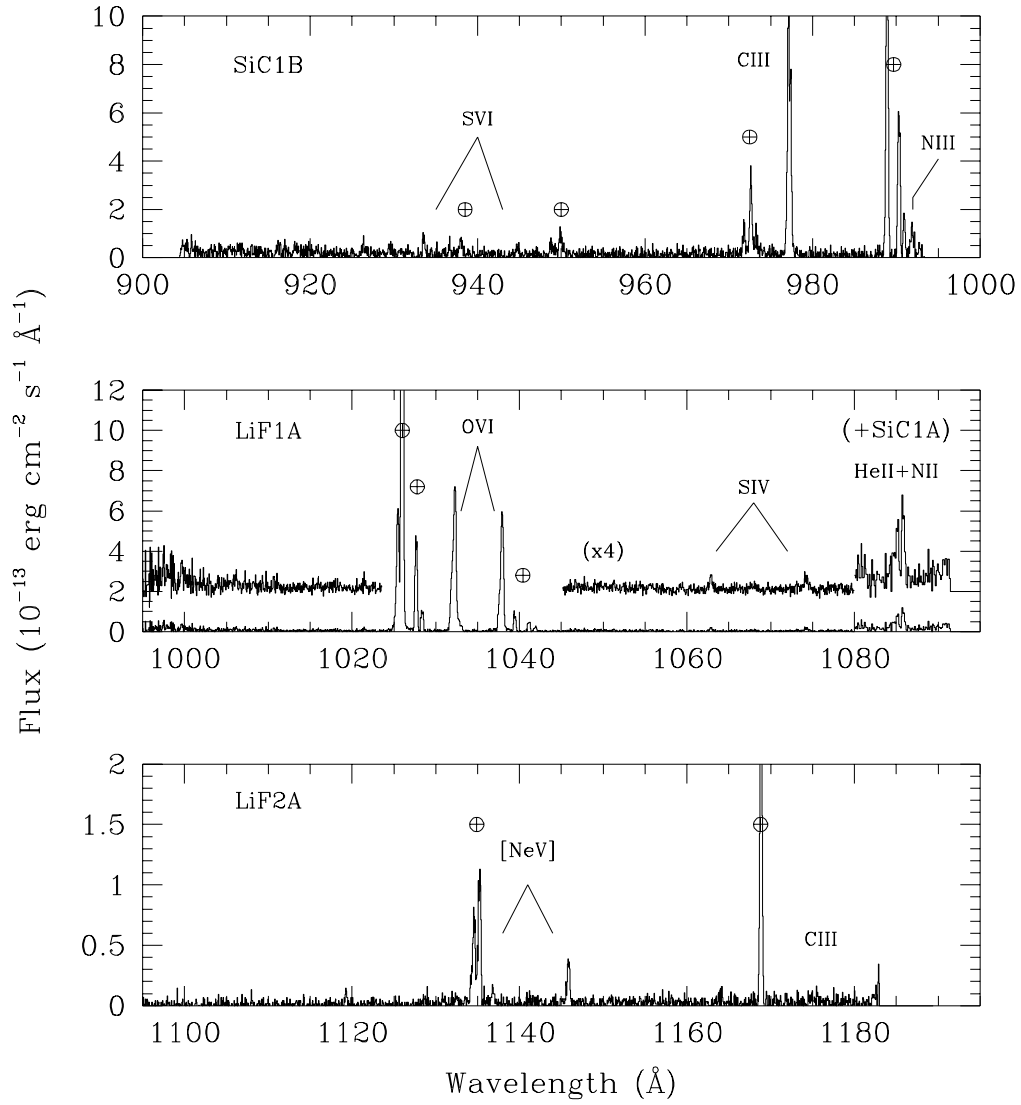 10
8
6
4
2
0
SiC1B
SVI
⊕
⊕
⊕
CIII
⊕
NIII
900
920
940
960
980
1000
12
10
8
6
4
2
0
LiF1A
⊕
⊕
OVI
⊕
(x4)
SIV
(+SiC1A)
HeII+NII
1000
1020
1040
1060
1080
2
1.5
1
0.5
0
LiF2A
⊕
[NeV]
⊕
CIII
1100
1120
1140
1160
1180
Flux (10⁻¹³ erg cm⁻² s⁻¹ Å⁻¹)
Wavelength (Å)